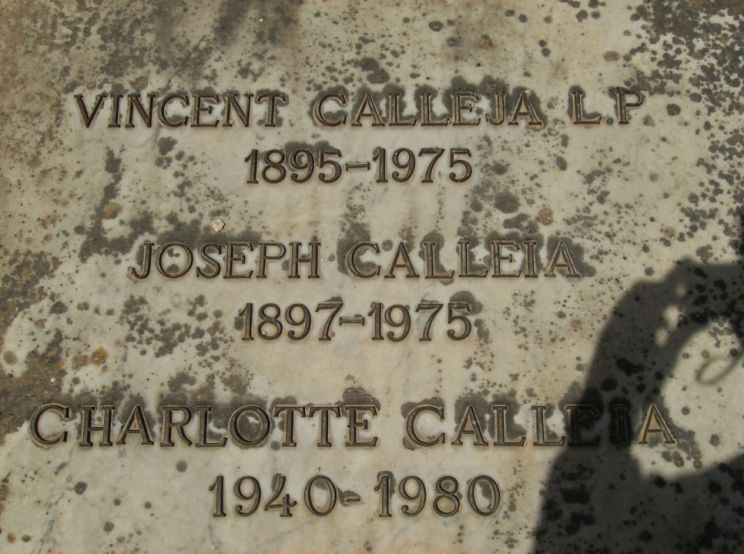 VINCENT CALLEJA L.P
1895-1975
JOSEPH CALLEIA
1897-1975
CHARLOTTE CALLEIA
1940-1980